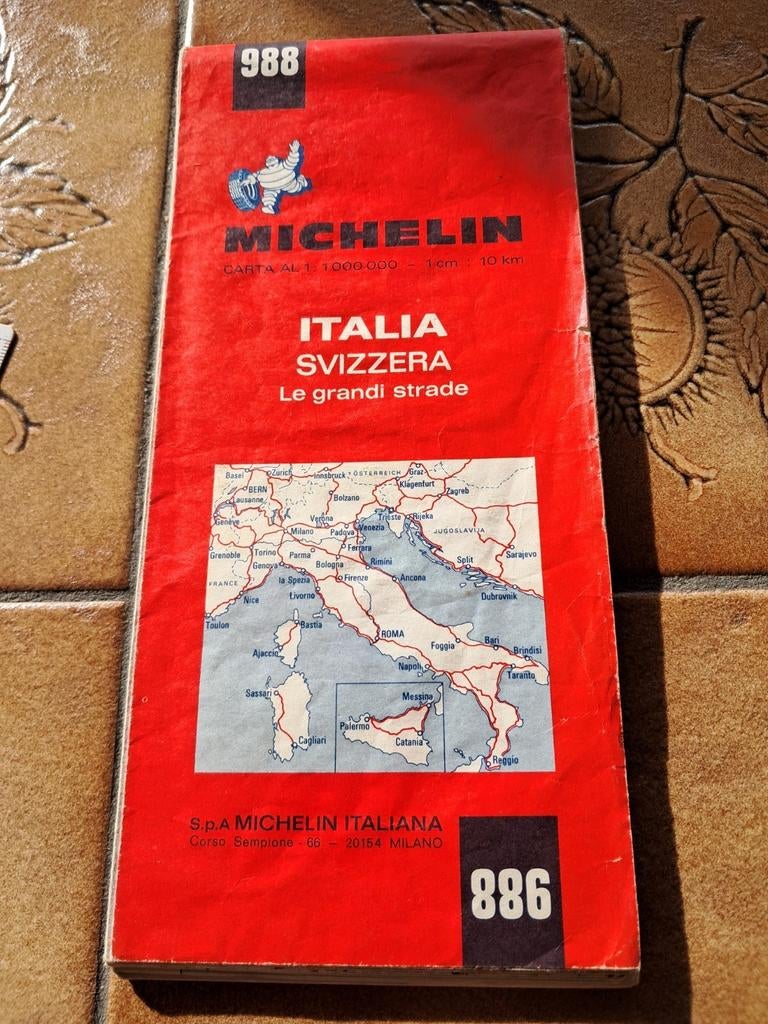 988
MICHELIN
CARTA AL 1 : 1 000 000 - 1 cm : 10 km
ITALIA
SVIZZERA
Le grandi strade
Basel Zürich Innsbruck ÖSTERREICH Graz
BERN Klagenfurt
Lausanne Bolzano Zagreb
Genève Verona Trieste Rijeka
Milano Padova Venezia JUGOSLAVIJA
Grenoble Torino Parma Ferrara Sarajevo
Genova Bologna Rimini Split
FRANCE la Spezia Firenze Ancona
Nice Livorno Dubrovnik
Toulon Bastia
ROMA
Ajaccio Foggia Bari Brindisi
Napoli Taranto
Sassari Messina
Palermo
Cagliari Catania
Reggio
S.p.A MICHELIN ITALIANA
Corso Sempione - 66 - 20154 MILANO
886